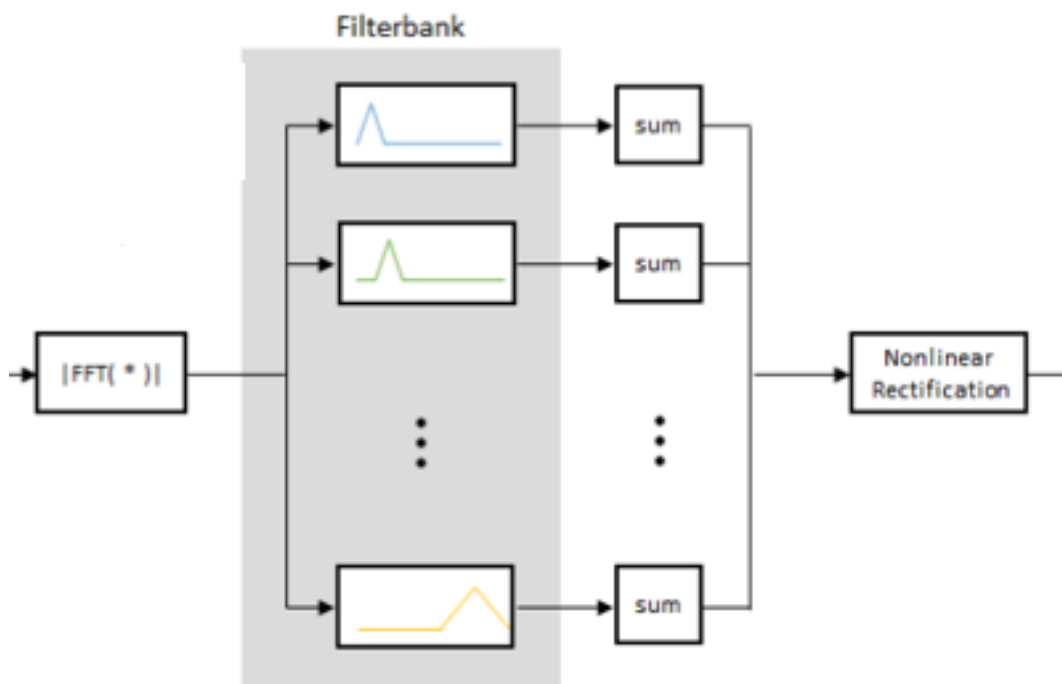 Filterbank
sum
sum
|FFT( * )|
Nonlinear
Rectification
sum